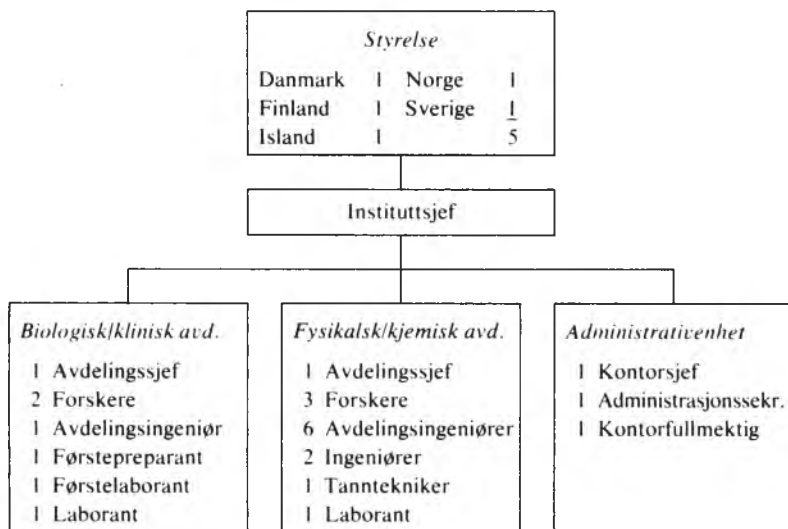 Styrelse
Danmark 1 Norge 1
Finland 1 Sverige 1
Island 1 5
Instituttsjef
Biologisk/klinisk avd.
1 Avdelingssjef
2 Forskere
1 Avdelingsingeniør
1 Førstepreparant
1 Førstelaborant
1 Laborant
Fysikalsk/kjemisk avd.
1 Avdelingssjef
3 Forskere
6 Avdelingsingeniører
2 Ingeniører
1 Tanntekniker
1 Laborant
Administrativenhet
1 Kontorsjef
1 Administrasjonssekr.
1 Kontorfullmektig